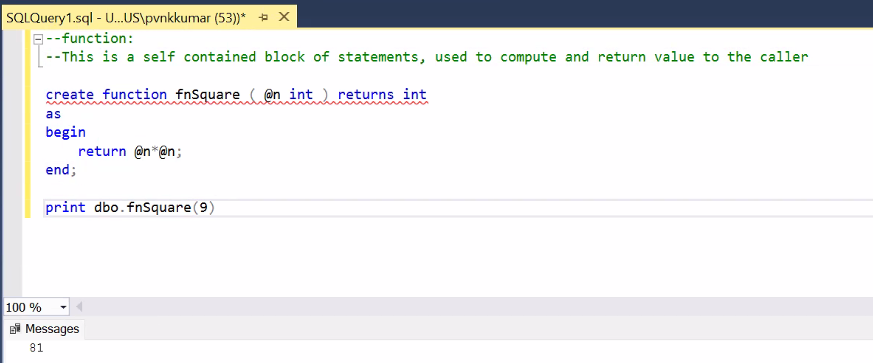 SQLQuery1.sql - U...US\pvnkkumar (53))*
--function:
--This is a self contained block of statements, used to compute and return value to the caller
create function fnSquare ( @n int ) returns int
as
begin
return @n*@n;
end;
print dbo.fnSquare(9)
100 %
Messages
81